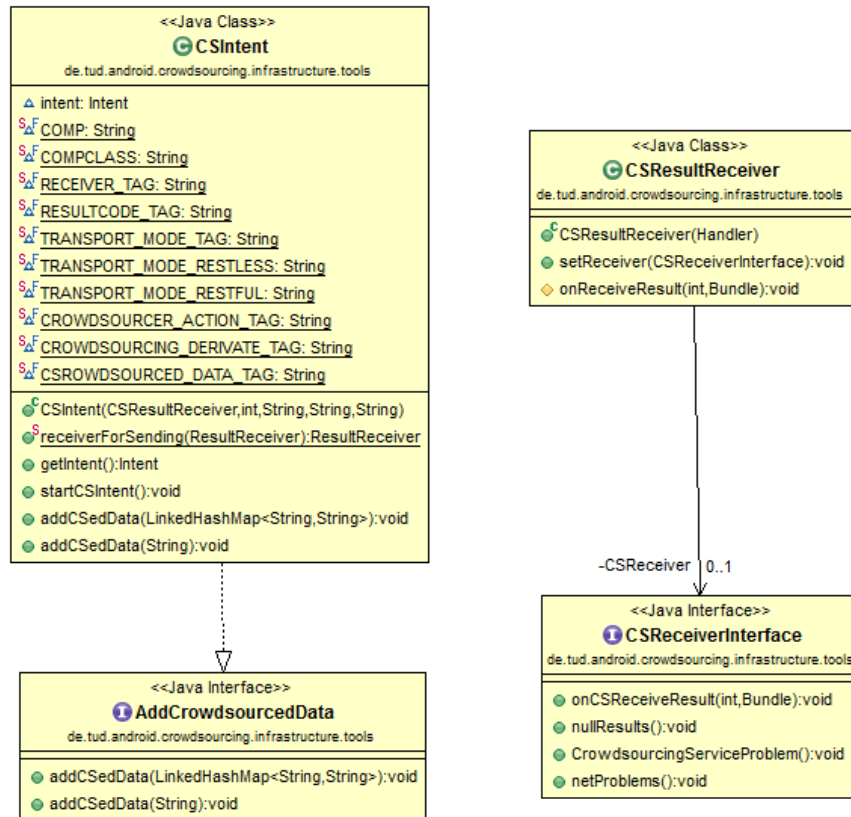 <<Java Class>>
CSIntent
de.tud.android.crowdsourcing.infrastructure.tools
intent: Intent
COMP: String
COMPCLASS: String
RECEIVER_TAG: String
RESULTCODE_TAG: String
TRANSPORT_MODE_TAG: String
TRANSPORT_MODE_RESTLESS: String
TRANSPORT_MODE_RESTFUL: String
CROWDSOURCER_ACTION_TAG: String
CROWDSOURCING_DERIVATE_TAG: String
CSROWDSOURCED_DATA_TAG: String
CSIntent(CSResultReceiver,int,String,String,String)
receiverForSending(ResultReceiver):ResultReceiver
getIntent():Intent
startCSIntent():void
addCSedData(LinkedHashMap<String,String>):void
addCSedData(String):void
<<Java Interface>>
AddCrowdsourcedData
de.tud.android.crowdsourcing.infrastructure.tools
addCSedData(LinkedHashMap<String,String>):void
addCSedData(String):void
<<Java Class>>
CSResultReceiver
de.tud.android.crowdsourcing.infrastructure.tools
CSResultReceiver(Handler)
setReceiver(CSReceiverInterface):void
onReceiveResult(int,Bundle):void
-CSReceiver 0..1
<<Java Interface>>
CSReceiverInterface
de.tud.android.crowdsourcing.infrastructure.tools
onCSReceiveResult(int,Bundle):void
nullResults():void
CrowdsourcingServiceProblem():void
netProblems():void